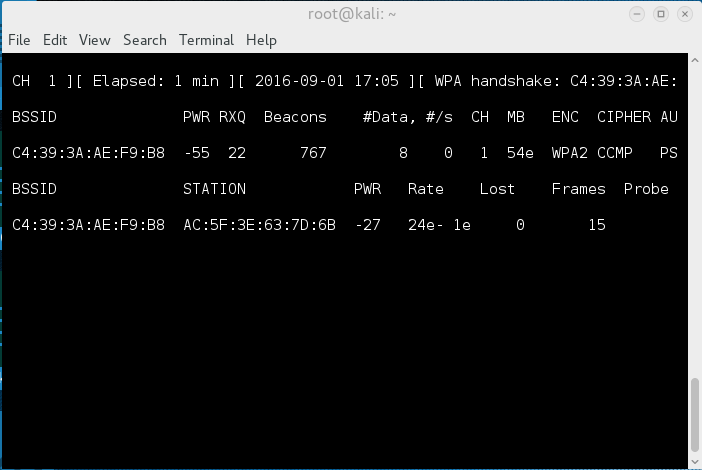 root@kali: ~
File Edit View Search Terminal Help
CH 1 ][ Elapsed: 1 min ][ 2016-09-01 17:05 ][ WPA handshake: C4:39:3A:AE:
BSSID PWR RXQ Beacons #Data, #/s CH MB ENC CIPHER AU
C4:39:3A:AE:F9:B8 -55 22 767 8 0 1 54e WPA2 CCMP PS
BSSID STATION PWR Rate Lost Frames Probe
C4:39:3A:AE:F9:B8 AC:5F:3E:63:7D:6B -27 24e- 1e 0 15